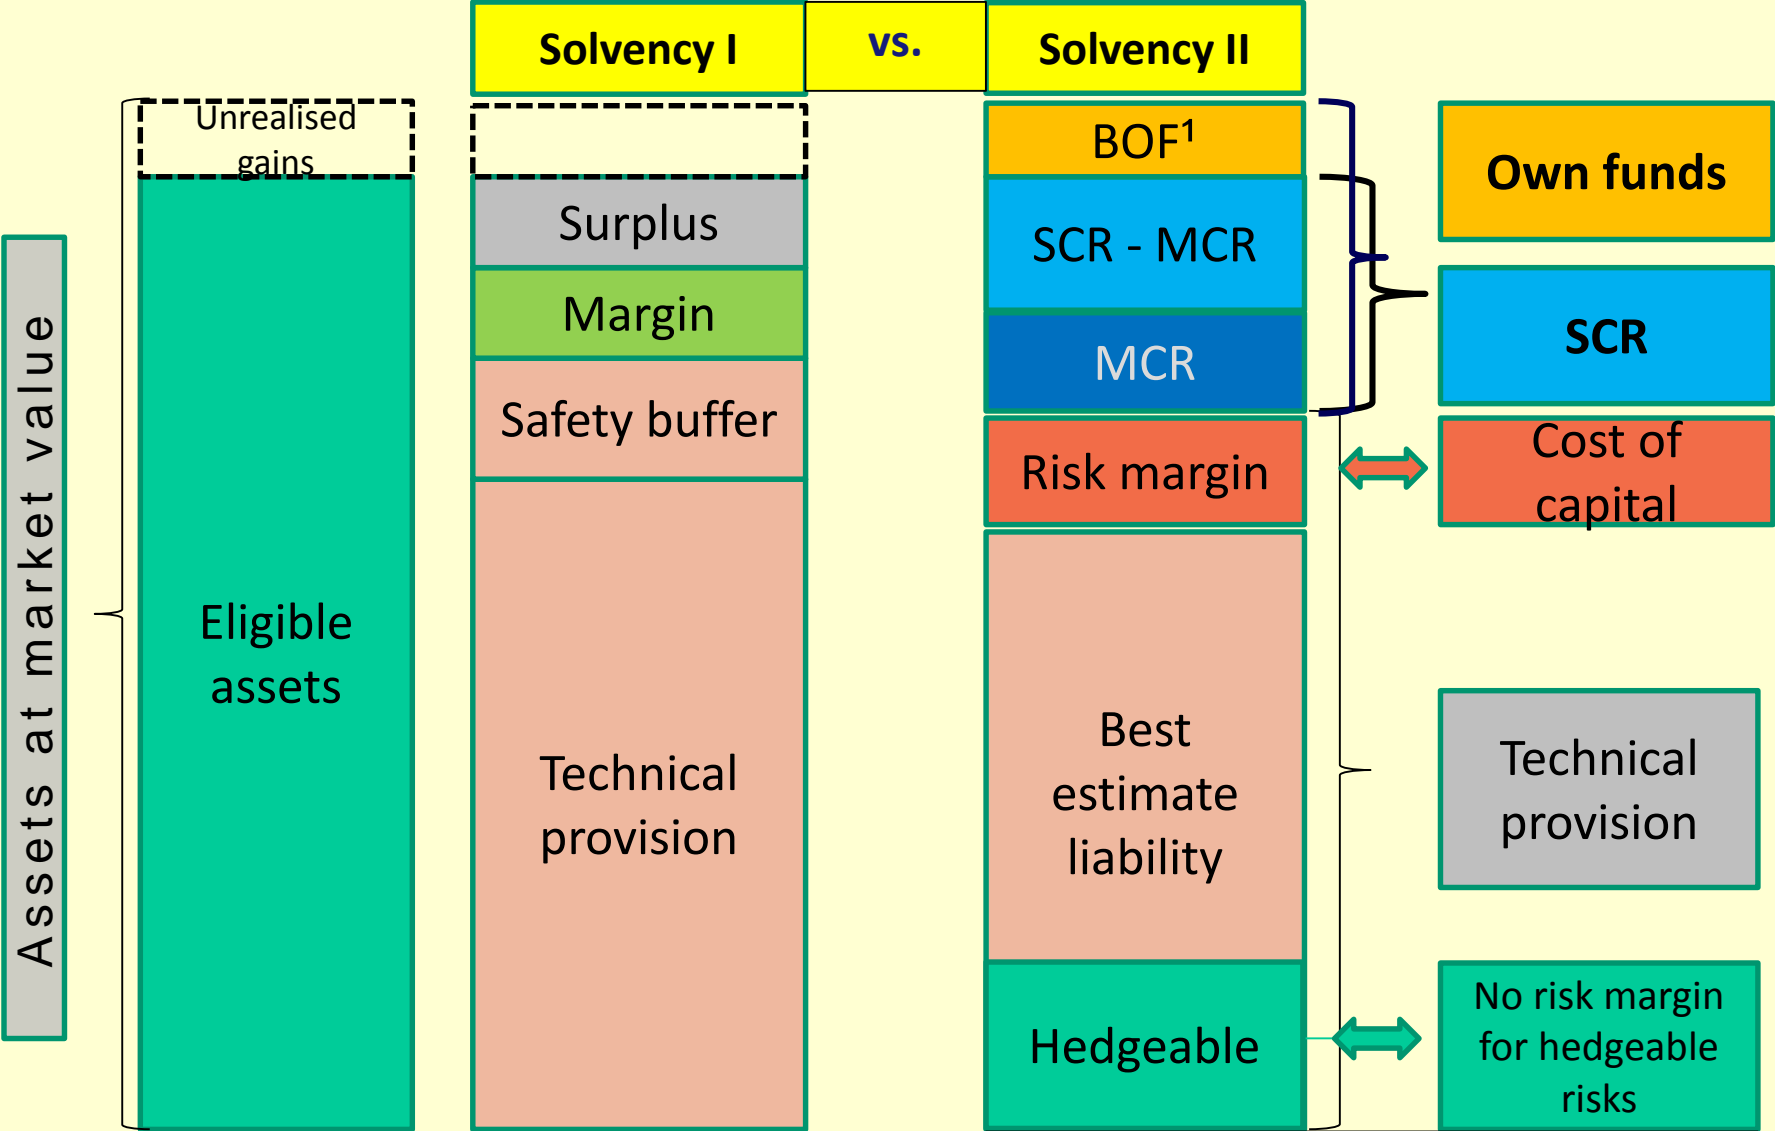 Solvency I
vs.
Solvency II
Assets at market value
Unrealised
gains
Eligible
assets
Surplus
Margin
Safety buffer
Technical
provision
BOF¹
SCR - MCR
MCR
Risk margin
Best
estimate
liability
Hedgeable
Own funds
SCR
Cost of
capital
Technical
provision
No risk margin
for hedgeable
risks